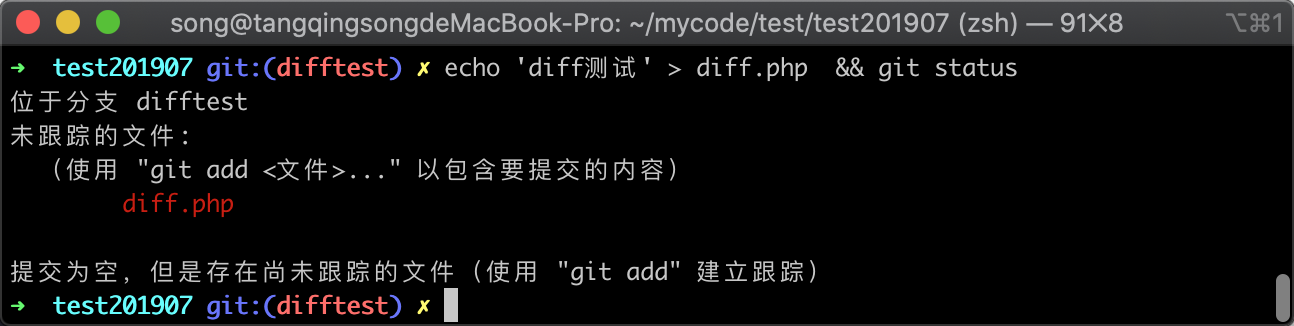 song@tangqingsongdeMacBook-Pro: ~/mycode/test/test201907 (zsh) — 91×8 ⌥⌘1
➜ test201907 git:(difftest) ✗ echo 'diff测试' > diff.php && git status
位于分支 difftest
未跟踪的文件:
（使用 "git add <文件>..." 以包含要提交的内容）
diff.php
提交为空，但是存在尚未跟踪的文件（使用 "git add" 建立跟踪）
➜ test201907 git:(difftest) ✗